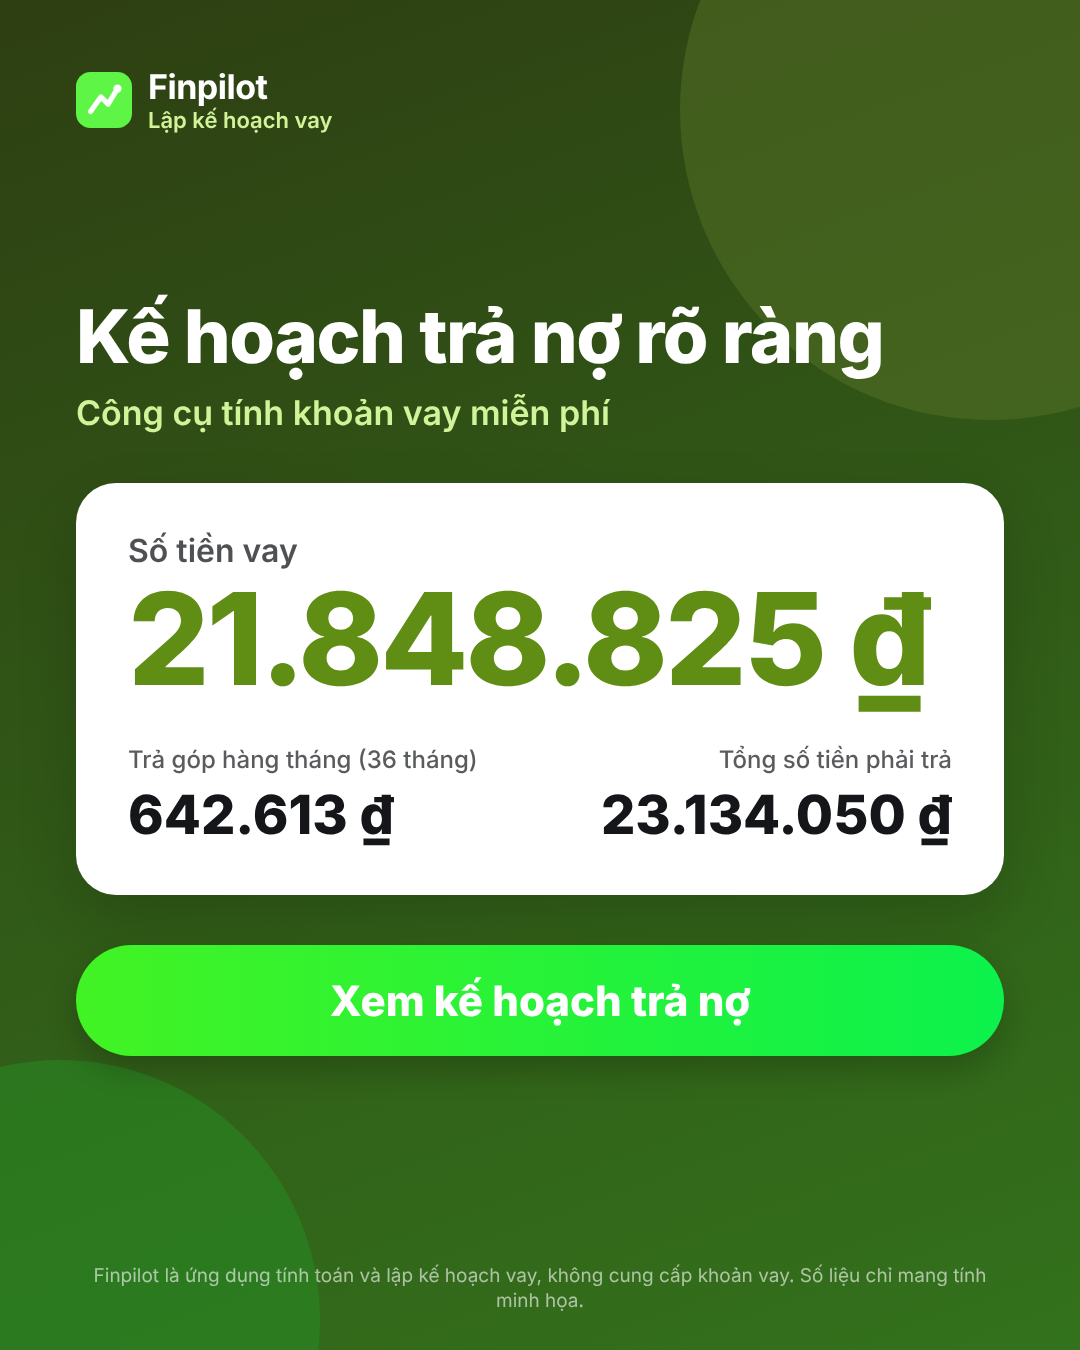 Finpilot
Lập kế hoạch vay
Kế hoạch trả nợ rõ ràng
Công cụ tính khoản vay miễn phí
Số tiền vay
21.848.825 ₫
Trả góp hàng tháng (36 tháng)
Tổng số tiền phải trả
642.613 ₫
23.134.050 ₫
Xem kế hoạch trả nợ
Finpilot là ứng dụng tính toán và lập kế hoạch vay, không cung cấp khoản vay. Số liệu chỉ mang tính
minh họa.